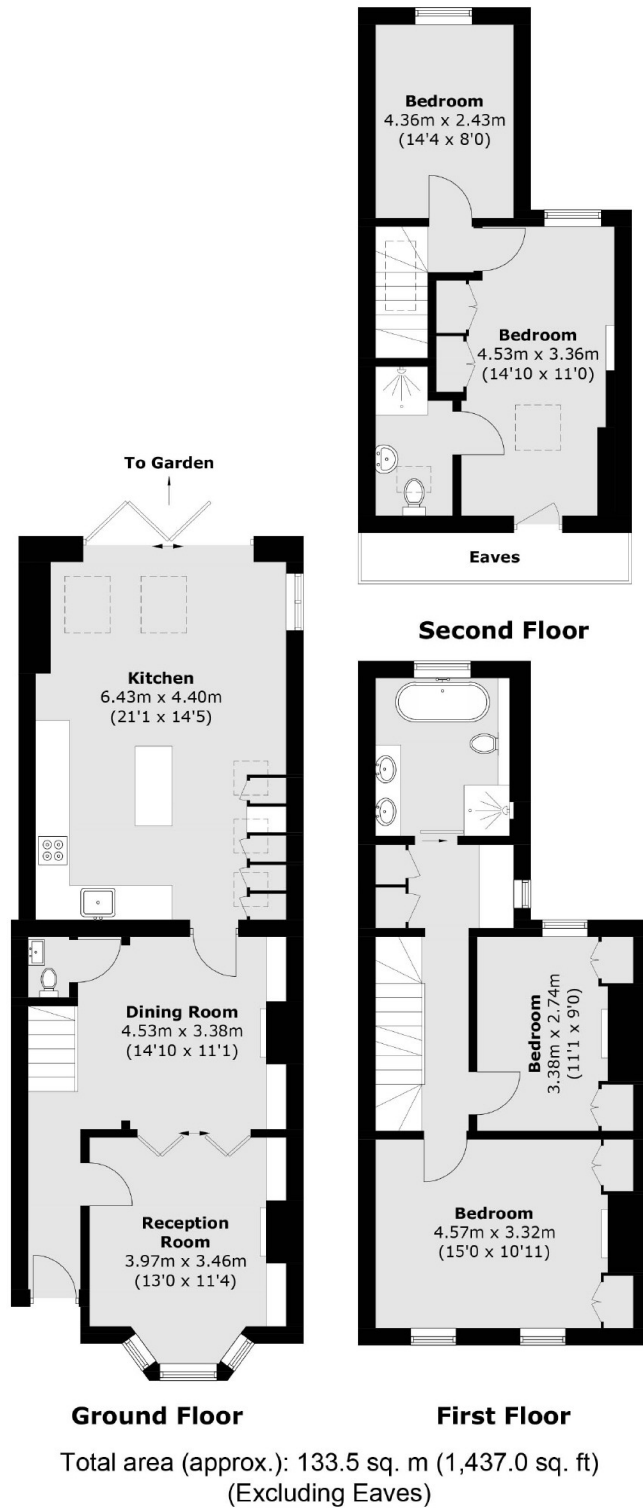 Bedroom
4.36m x 2.43m
(14'4 x 8'0)
Bedroom
4.53m x 3.36m
(14'10 x 11'0)
Eaves
Second Floor
To Garden
Kitchen
6.43m x 4.40m
(21'1 x 14'5)
Dining Room
4.53m x 3.38m
(14'10 x 11'1)
Reception
Room
3.97m x 3.46m
(13'0 x 11'4)
Ground Floor
Bedroom
3.38m x 2.74m
(11'1 x 9'0)
Bedroom
4.57m x 3.32m
(15'0 x 10'11)
First Floor
Total area (approx.): 133.5 sq. m (1,437.0 sq. ft)
(Excluding Eaves)